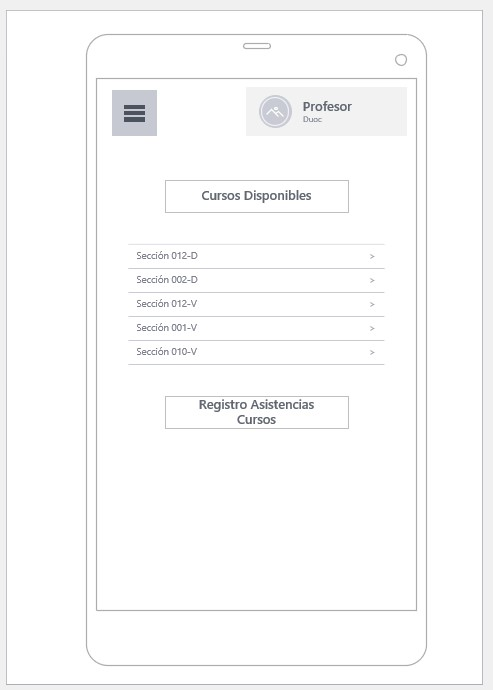 Profesor
Duoc
Cursos Disponibles
Sección 012-D >
Sección 002-D >
Sección 012-V >
Sección 001-V >
Sección 010-V >
Registro Asistencias
Cursos